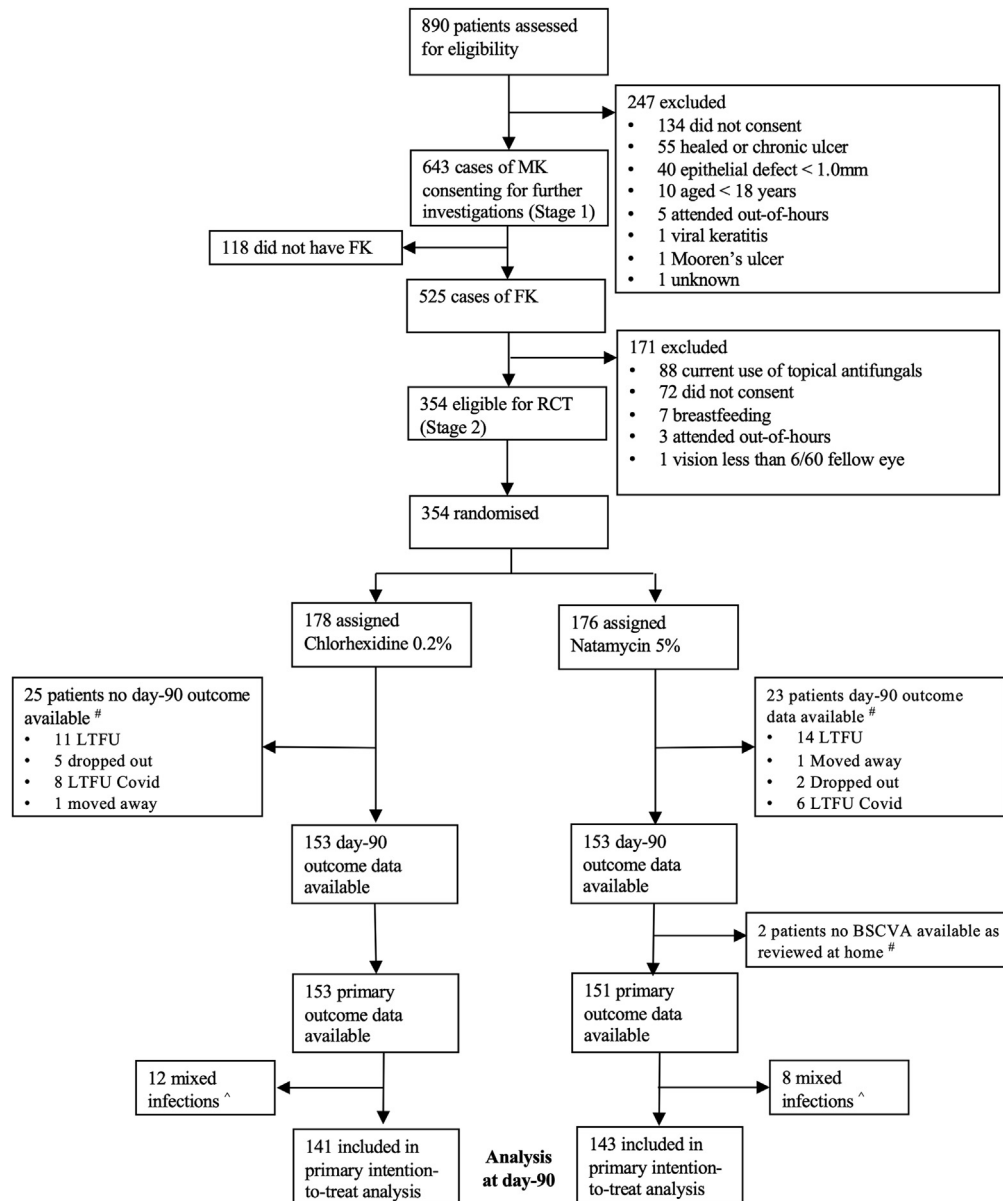 890 patients assessed
for eligibility
247 excluded
• 134 did not consent
• 55 healed or chronic ulcer
• 40 epithelial defect < 1.0mm
• 10 aged < 18 years
• 5 attended out-of-hours
• 1 viral keratitis
• 1 Mooren's ulcer
• 1 unknown
643 cases of MK
consenting for further
investigations (Stage 1)
118 did not have FK
525 cases of FK
171 excluded
• 88 current use of topical antifungals
• 72 did not consent
• 7 breastfeeding
• 3 attended out-of-hours
• 1 vision less than 6/60 fellow eye
354 eligible for RCT
(Stage 2)
354 randomised
178 assigned
Chlorhexidine 0.2%
176 assigned
Natamycin 5%
25 patients no day-90 outcome
available #
• 11 LTFU
• 5 dropped out
• 8 LTFU Covid
• 1 moved away
23 patients day-90 outcome
data available #
• 14 LTFU
• 1 Moved away
• 2 Dropped out
• 6 LTFU Covid
153 day-90
outcome data
available
153 day-90
outcome data
available
2 patients no BSCVA available as
reviewed at home #
153 primary
outcome data
available
151 primary
outcome data
available
12 mixed
infections ^
8 mixed
infections ^
141 included in
primary intention-
to-treat analysis
Analysis
at day-90
143 included in
primary intention-
to-treat analysis